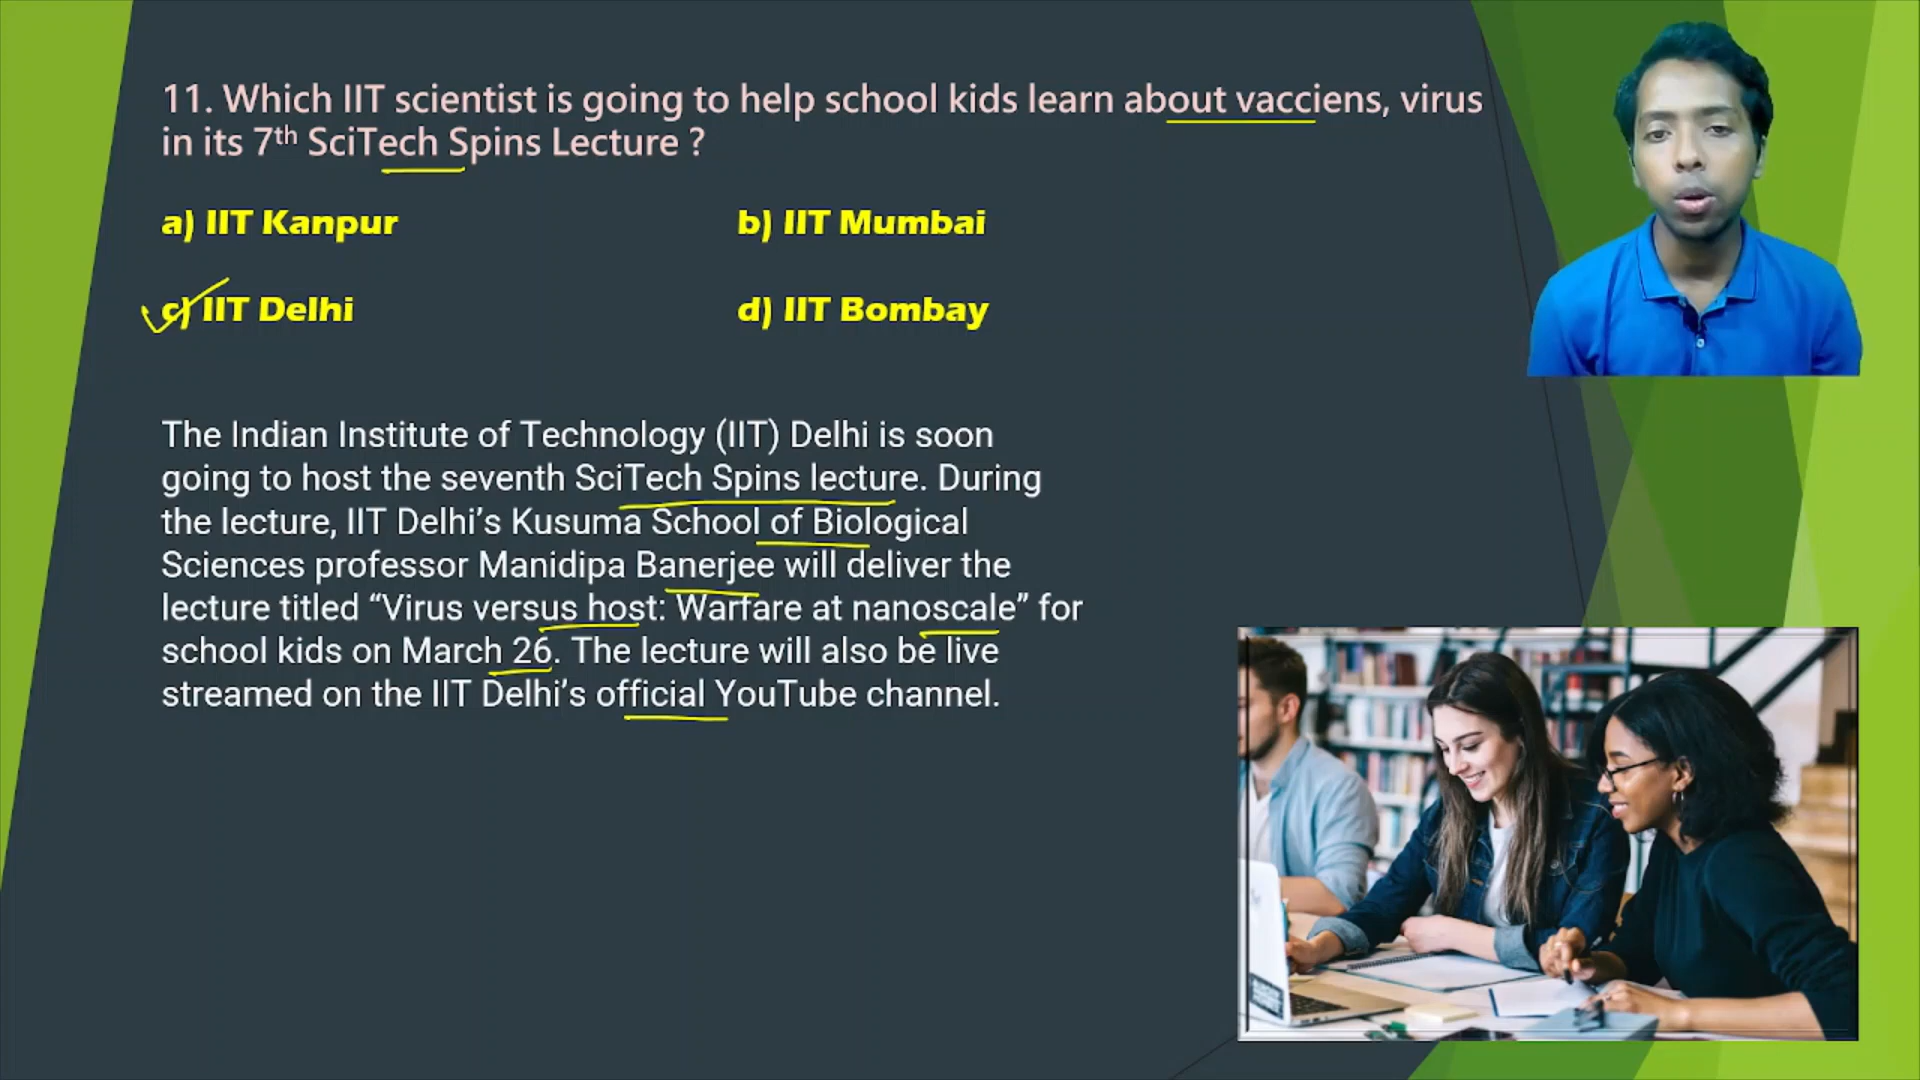 11. Which IIT scientist is going to help school kids learn about vacciens, virus
in its 7th SciTech Spins Lecture ?
a) IIT Kanpur
b) IIT Mumbai
c) IIT Delhi
d) IIT Bombay
The Indian Institute of Technology (IIT) Delhi is soon
going to host the seventh SciTech Spins lecture. During
the lecture, IIT Delhi’s Kusuma School of Biological
Sciences professor Manidipa Banerjee will deliver the
lecture titled “Virus versus host: Warfare at nanoscale” for
school kids on March 26. The lecture will also be live
streamed on the IIT Delhi’s official YouTube channel.